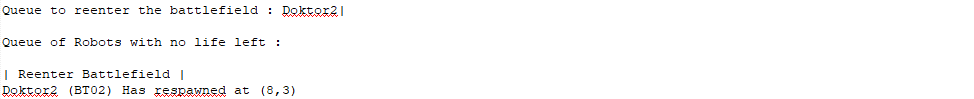 Queue to reenter the battlefield : Doktor2|
Queue of Robots with no life left :
| Reenter Battlefield |
Doktor2 (BT02) Has respawned at (8,3)